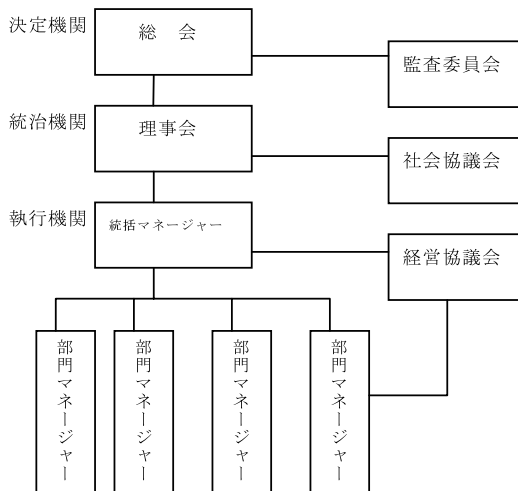 決定機関
総　会
監査委員会
統治機関
理事会
社会協議会
執行機関
統括マネージャー
経営協議会
部門マネージャー
部門マネージャー
部門マネージャー
部門マネージャー